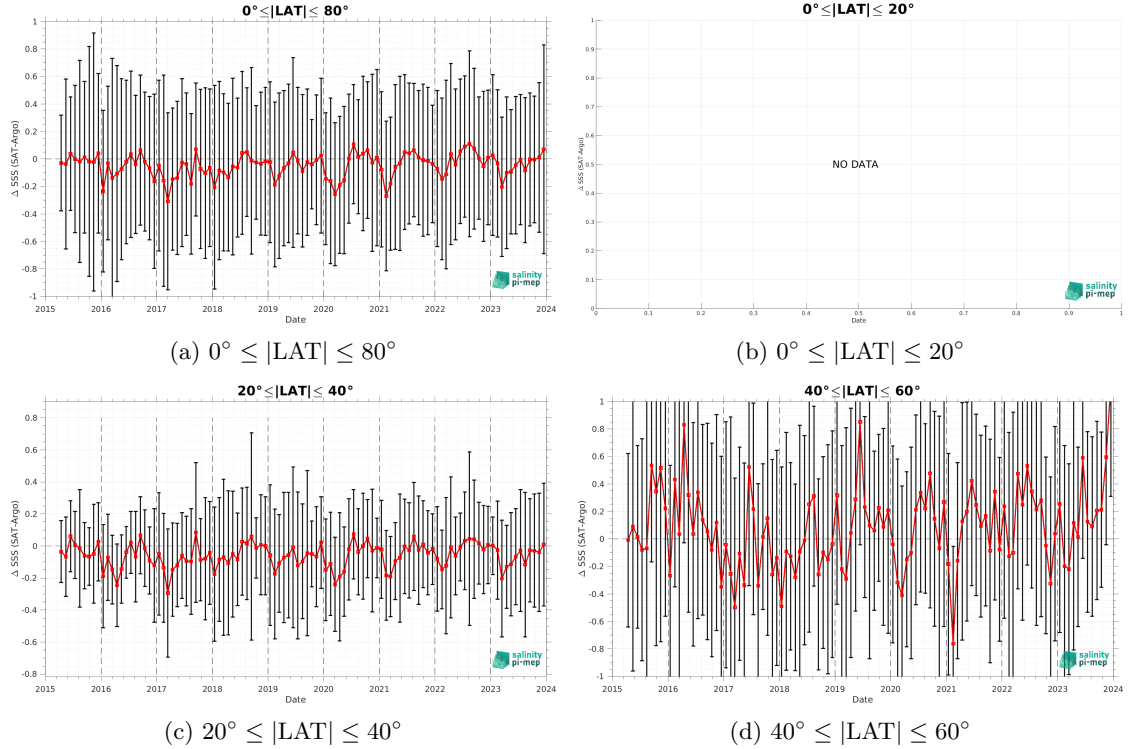 0°≤|LAT|≤ 80°
1
0.8
0.6
0.4
0.2
0
-0.2
-0.4
-0.6
-0.8
-1
Δ SSS (SAT-Argo)
2015 2016 2017 2018 2019 2020 2021 2022 2023 2024
Date
salinity
pi-mep
(a) 0° ≤ |LAT| ≤ 80°
0°≤|LAT|≤ 20°
1
0.9
0.8
0.7
0.6
0.5
0.4
0.3
0.2
0.1
0
Δ SSS (SAT-Argo)
NO DATA
0 0.1 0.2 0.3 0.4 0.5 0.6 0.7 0.8 0.9 1
Date
salinity
pi-mep
(b) 0° ≤ |LAT| ≤ 20°
20°≤|LAT|≤ 40°
0.8
0.6
0.4
0.2
0
-0.2
-0.4
-0.6
-0.8
Δ SSS (SAT-Argo)
2015 2016 2017 2018 2019 2020 2021 2022 2023 2024
Date
salinity
pi-mep
(c) 20° ≤ |LAT| ≤ 40°
40°≤|LAT|≤ 60°
1
0.8
0.6
0.4
0.2
0
-0.2
-0.4
-0.6
-0.8
-1
Δ SSS (SAT-Argo)
2015 2016 2017 2018 2019 2020 2021 2022 2023 2024
Date
salinity
pi-mep
(d) 40° ≤ |LAT| ≤ 60°